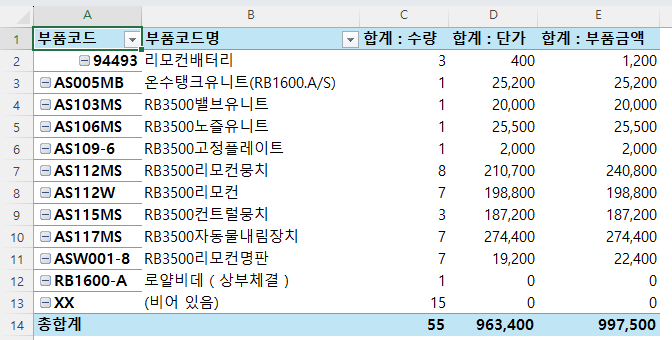 A B C D E
1 부품코드 부품코드명 합계 : 수량 합계 : 단가 합계 : 부품금액
2 94493 리모컨배터리 3 400 1,200
3 AS005MB 온수탱크유니트(RB1600.A/S) 1 25,200 25,200
4 AS103MS RB3500밸브유니트 1 20,000 20,000
5 AS106MS RB3500노즐유니트 1 25,500 25,500
6 AS109-6 RB3500고정플레이트 1 2,000 2,000
7 AS112MS RB3500리모컨뭉치 8 210,700 240,800
8 AS112W RB3500리모컨 7 198,800 198,800
9 AS115MS RB3500컨트럴뭉치 3 187,200 187,200
10 AS117MS RB3500자동물내림장치 7 274,400 274,400
11 ASW001-8 RB3500리모컨명판 7 19,200 22,400
12 RB1600-A 로얄비데 ( 상부체결 ) 1 0 0
13 XX (비어 있음) 15 0 0
14 총합계 55 963,400 997,500